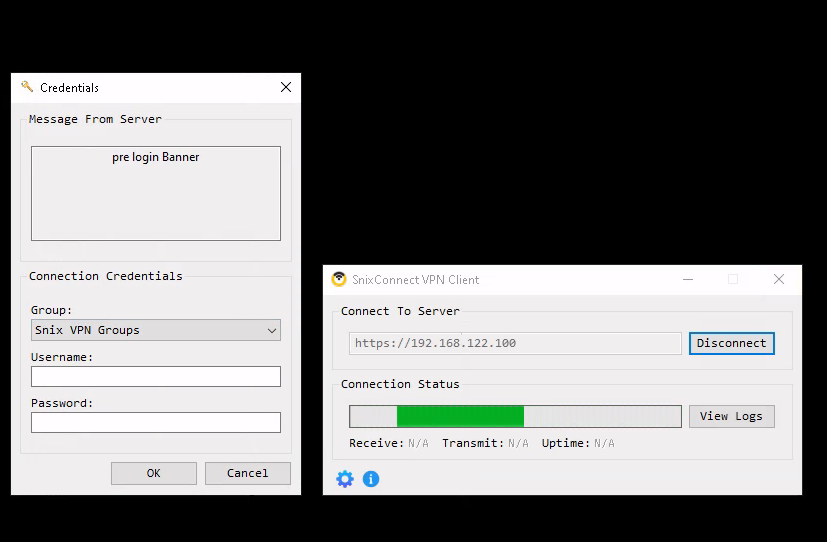 Credentials
Message From Server
pre login Banner
Connection Credentials
Group:
Snix VPN Groups
Username:
Password:
OK
Cancel
SnixConnect VPN Client
Connect To Server
https://192.168.122.100
Disconnect
Connection Status
View Logs
Receive: N/A Transmit: N/A Uptime: N/A